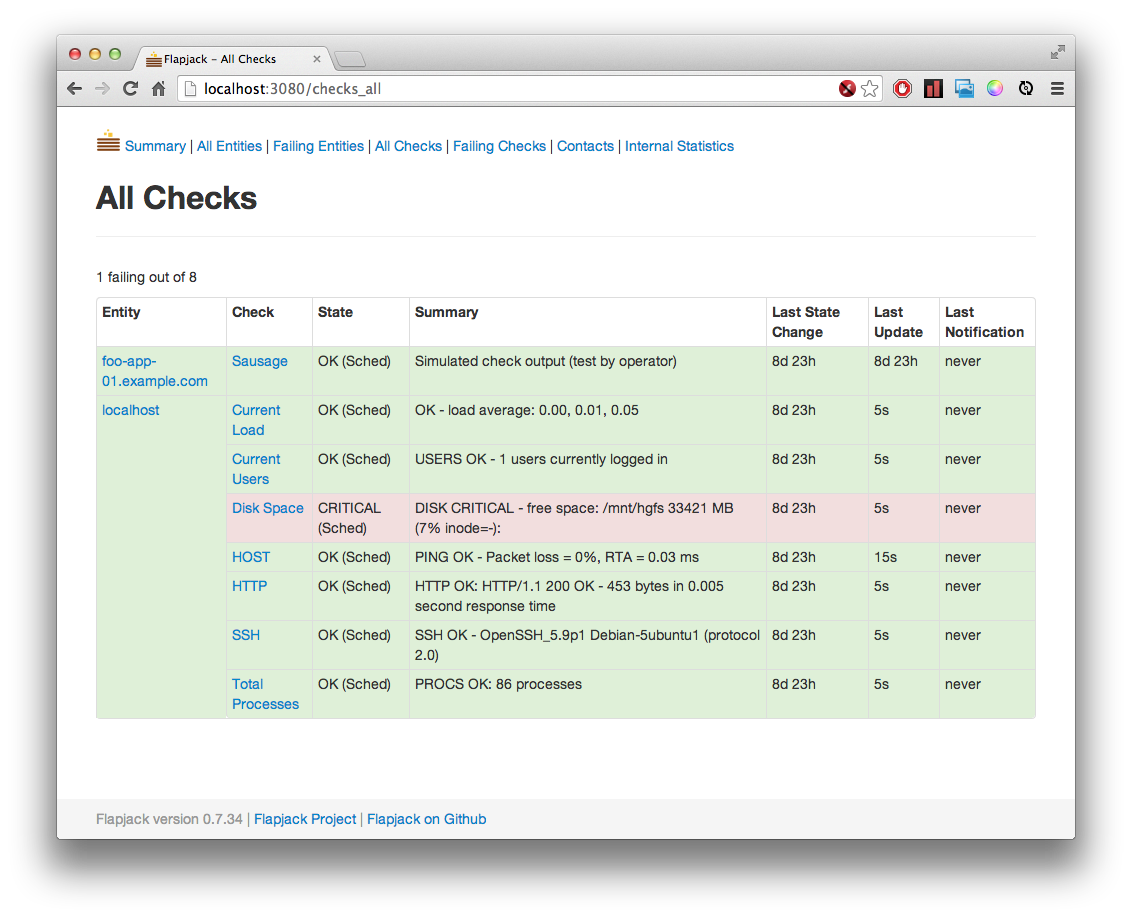 Flapjack - All Checks
localhost:3080/checks_all
Summary | All Entities | Failing Entities | All Checks | Failing Checks | Contacts | Internal Statistics
All Checks
1 failing out of 8
Entity Check State Summary Last State Change Last Update Last Notification
foo-app-01.example.com Sausage OK (Sched) Simulated check output (test by operator) 8d 23h 8d 23h never
localhost Current Load OK (Sched) OK - load average: 0.00, 0.01, 0.05 8d 23h 5s never
Current Users OK (Sched) USERS OK - 1 users currently logged in 8d 23h 5s never
Disk Space CRITICAL (Sched) DISK CRITICAL - free space: /mnt/hgfs 33421 MB (7% inode=-): 8d 23h 5s never
HOST OK (Sched) PING OK - Packet loss = 0%, RTA = 0.03 ms 8d 23h 15s never
HTTP OK (Sched) HTTP OK: HTTP/1.1 200 OK - 453 bytes in 0.005 second response time 8d 23h 5s never
SSH OK (Sched) SSH OK - OpenSSH_5.9p1 Debian-5ubuntu1 (protocol 2.0) 8d 23h 5s never
Total Processes OK (Sched) PROCS OK: 86 processes 8d 23h 5s never
Flapjack version 0.7.34 | Flapjack Project | Flapjack on Github